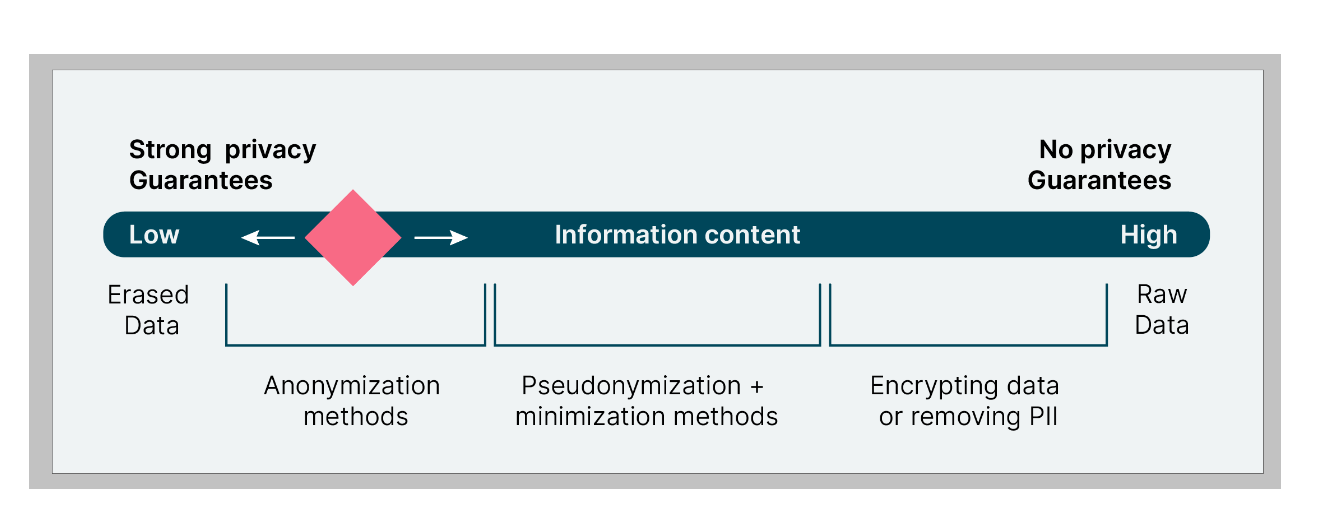 Strong privacy
Guarantees
No privacy
Guarantees
Low
Information content
High
Erased
Data
Raw
Data
Anonymization
methods
Pseudonymization +
minimization methods
Encrypting data
or removing PII